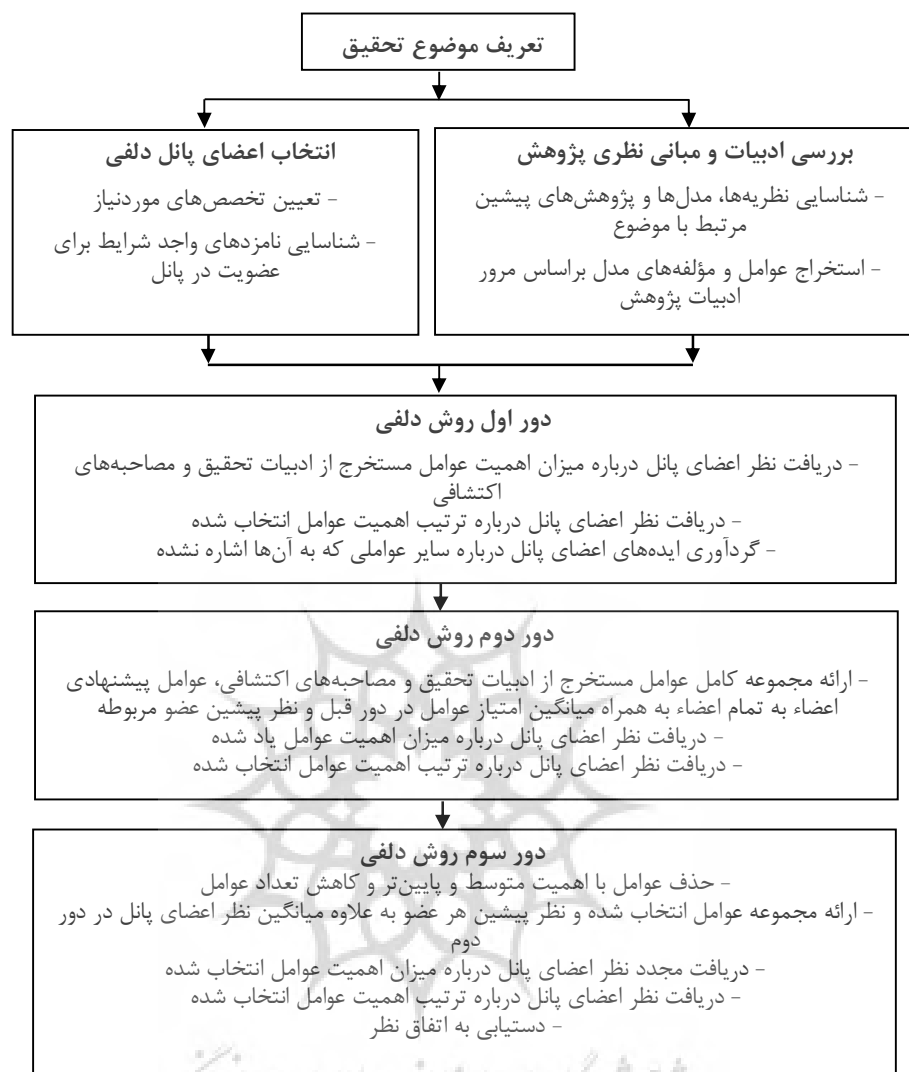 تعریف موضوع تحقیق
بررسی ادبیات و مبانی نظری پژوهش
- شناسایی نظریه‌ها، مدل‌ها و پژوهش‌های پیشین
مرتبط با موضوع
- استخراج عوامل و مؤلفه‌های مدل براساس مرور
ادبیات پژوهش
انتخاب اعضای پانل دلفی
- تعیین تخصص‌های موردنیاز
- شناسایی نامزدهای واجد شرایط برای
عضویت در پانل
دور اول روش دلفی
- دریافت نظر اعضای پانل درباره میزان اهمیت عوامل مستخرج از ادبیات تحقیق و مصاحبه‌های
اکتشافی
- دریافت نظر اعضای پانل درباره ترتیب اهمیت عوامل انتخاب شده
- گردآوری ایده‌های اعضای پانل درباره سایر عواملی که به آن‌ها اشاره نشده
دور دوم روش دلفی
- ارائه مجموعه کامل عوامل مستخرج از ادبیات تحقیق و مصاحبه‌های اکتشافی، عوامل پیشنهادی
اعضاء به تمام اعضاء به همراه میانگین امتیاز عوامل در دور قبل و نظر پیشین عضو مربوطه
- دریافت نظر اعضای پانل درباره میزان اهمیت عوامل یاد شده
- دریافت نظر اعضای پانل درباره ترتیب اهمیت عوامل انتخاب شده
دور سوم روش دلفی
- حذف عوامل با اهمیت متوسط و پایین‌تر و کاهش تعداد عوامل
- ارائه مجموعه عوامل انتخاب شده و نظر پیشین هر عضو به علاوه میانگین نظر اعضای پانل در دور
دوم
- دریافت مجدد نظر اعضای پانل درباره میزان اهمیت عوامل انتخاب شده
- دریافت نظر اعضای پانل درباره ترتیب اهمیت عوامل انتخاب شده
- دستیابی به اتفاق نظر